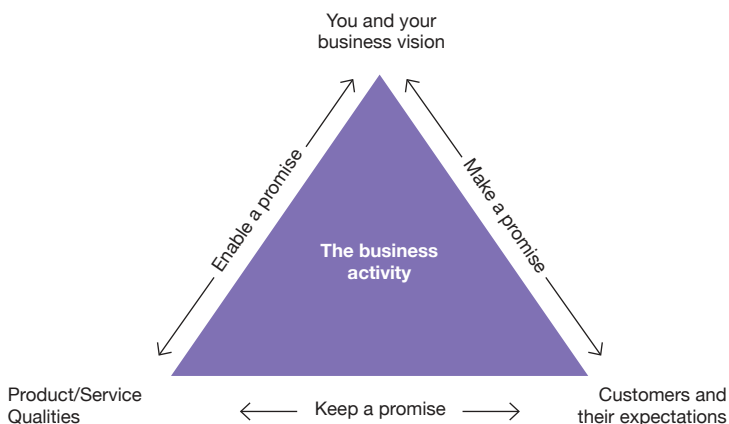 You and your
business vision
Enable a promise
Make a promise
The business
activity
Product/Service
Qualities
Keep a promise
Customers and
their expectations